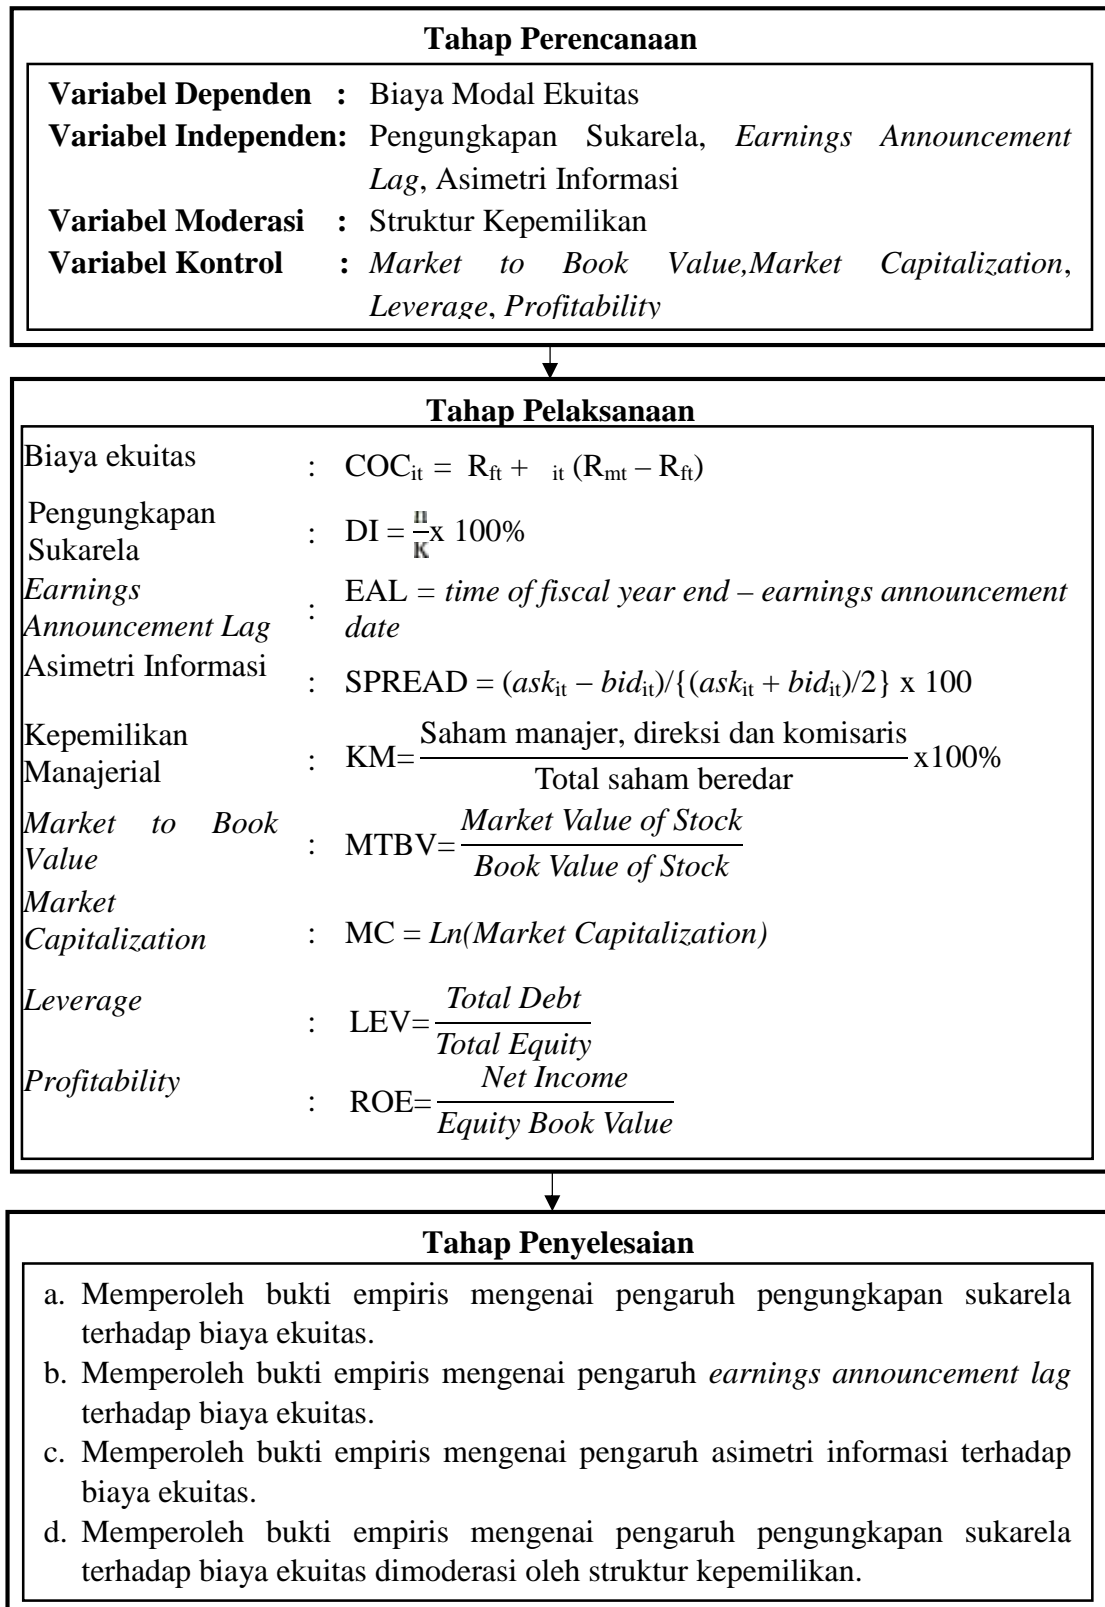 Tahap Perencanaan
Variabel Dependen : Biaya Modal Ekuitas
Variabel Independen: Pengungkapan Sukarela, Earnings Announcement
Lag, Asimetri Informasi
Variabel Moderasi : Struktur Kepemilikan
Variabel Kontrol : Market to Book Value,Market Capitalization,
Leverage, Profitability
Tahap Pelaksanaan
Biaya ekuitas : COCit = Rft + it (Rmt – Rft)
Pengungkapan
Sukarela : DI = n/K x 100%
Earnings
Announcement Lag : EAL = time of fiscal year end – earnings announcement
date
Asimetri Informasi : SPREAD = (askit – bidit)/{(askit + bidit)/2} x 100
Kepemilikan
Manajerial : KM= Saham manajer, direksi dan komisaris
Total saham beredar x100%
Market to Book
Value : MTBV= Market Value of Stock
Book Value of Stock
Market
Capitalization : MC = Ln(Market Capitalization)
Leverage : LEV= Total Debt
Total Equity
Profitability : ROE= Net Income
Equity Book Value
Tahap Penyelesaian
a. Memperoleh bukti empiris mengenai pengaruh pengungkapan sukarela
terhadap biaya ekuitas.
b. Memperoleh bukti empiris mengenai pengaruh earnings announcement lag
terhadap biaya ekuitas.
c. Memperoleh bukti empiris mengenai pengaruh asimetri informasi terhadap
biaya ekuitas.
d. Memperoleh bukti empiris mengenai pengaruh pengungkapan sukarela
terhadap biaya ekuitas dimoderasi oleh struktur kepemilikan.